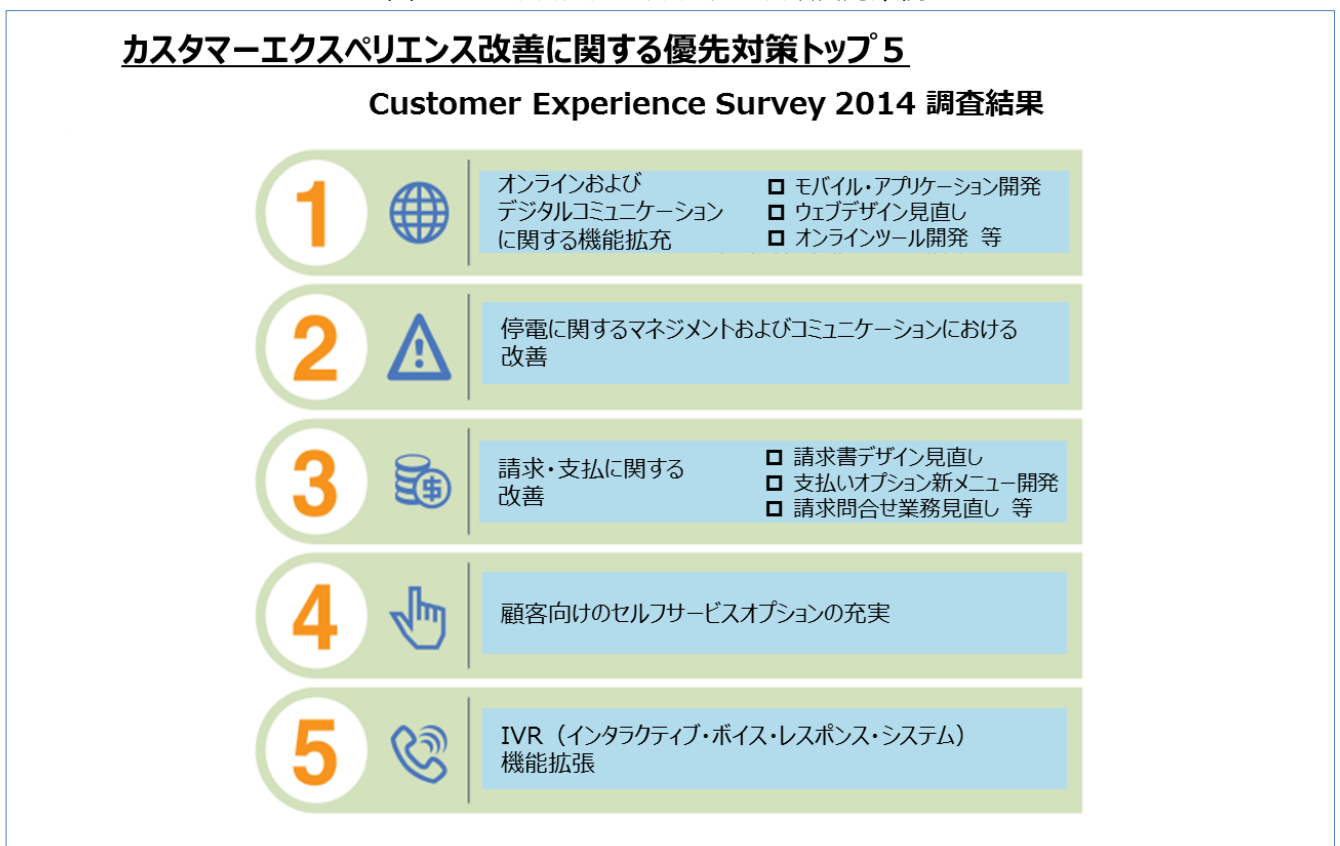 カスタマーエクスペリエンス改善に関する優先対策トップ５
Customer Experience Survey 2014 調査結果
1
オンラインおよび
デジタルコミュニケーション
に関する機能拡充
モバイル・アプリケーション開発
ウェブデザイン見直し
オンラインツール開発 等
2
停電に関するマネジメントおよびコミュニケーションにおける
改善
3
請求・支払に関する
改善
請求書デザイン見直し
支払いオプション新メニュー開発
請求問合せ業務見直し 等
4
顧客向けのセルフサービスオプションの充実
5
IVR（インタラクティブ・ボイス・レスポンス・システム）
機能拡張